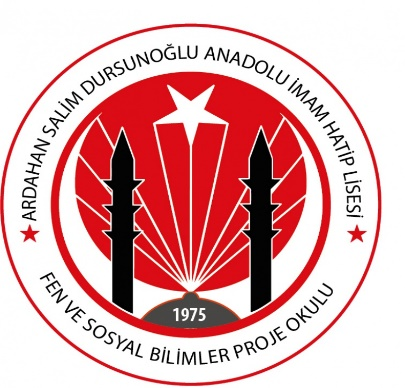 ARDAHAN SALİM DURSUNOĞLU ANADOLU İMAM HATİP LİSESİ
1975
FEN VE SOSYAL BİLİMLER PROJE OKULU